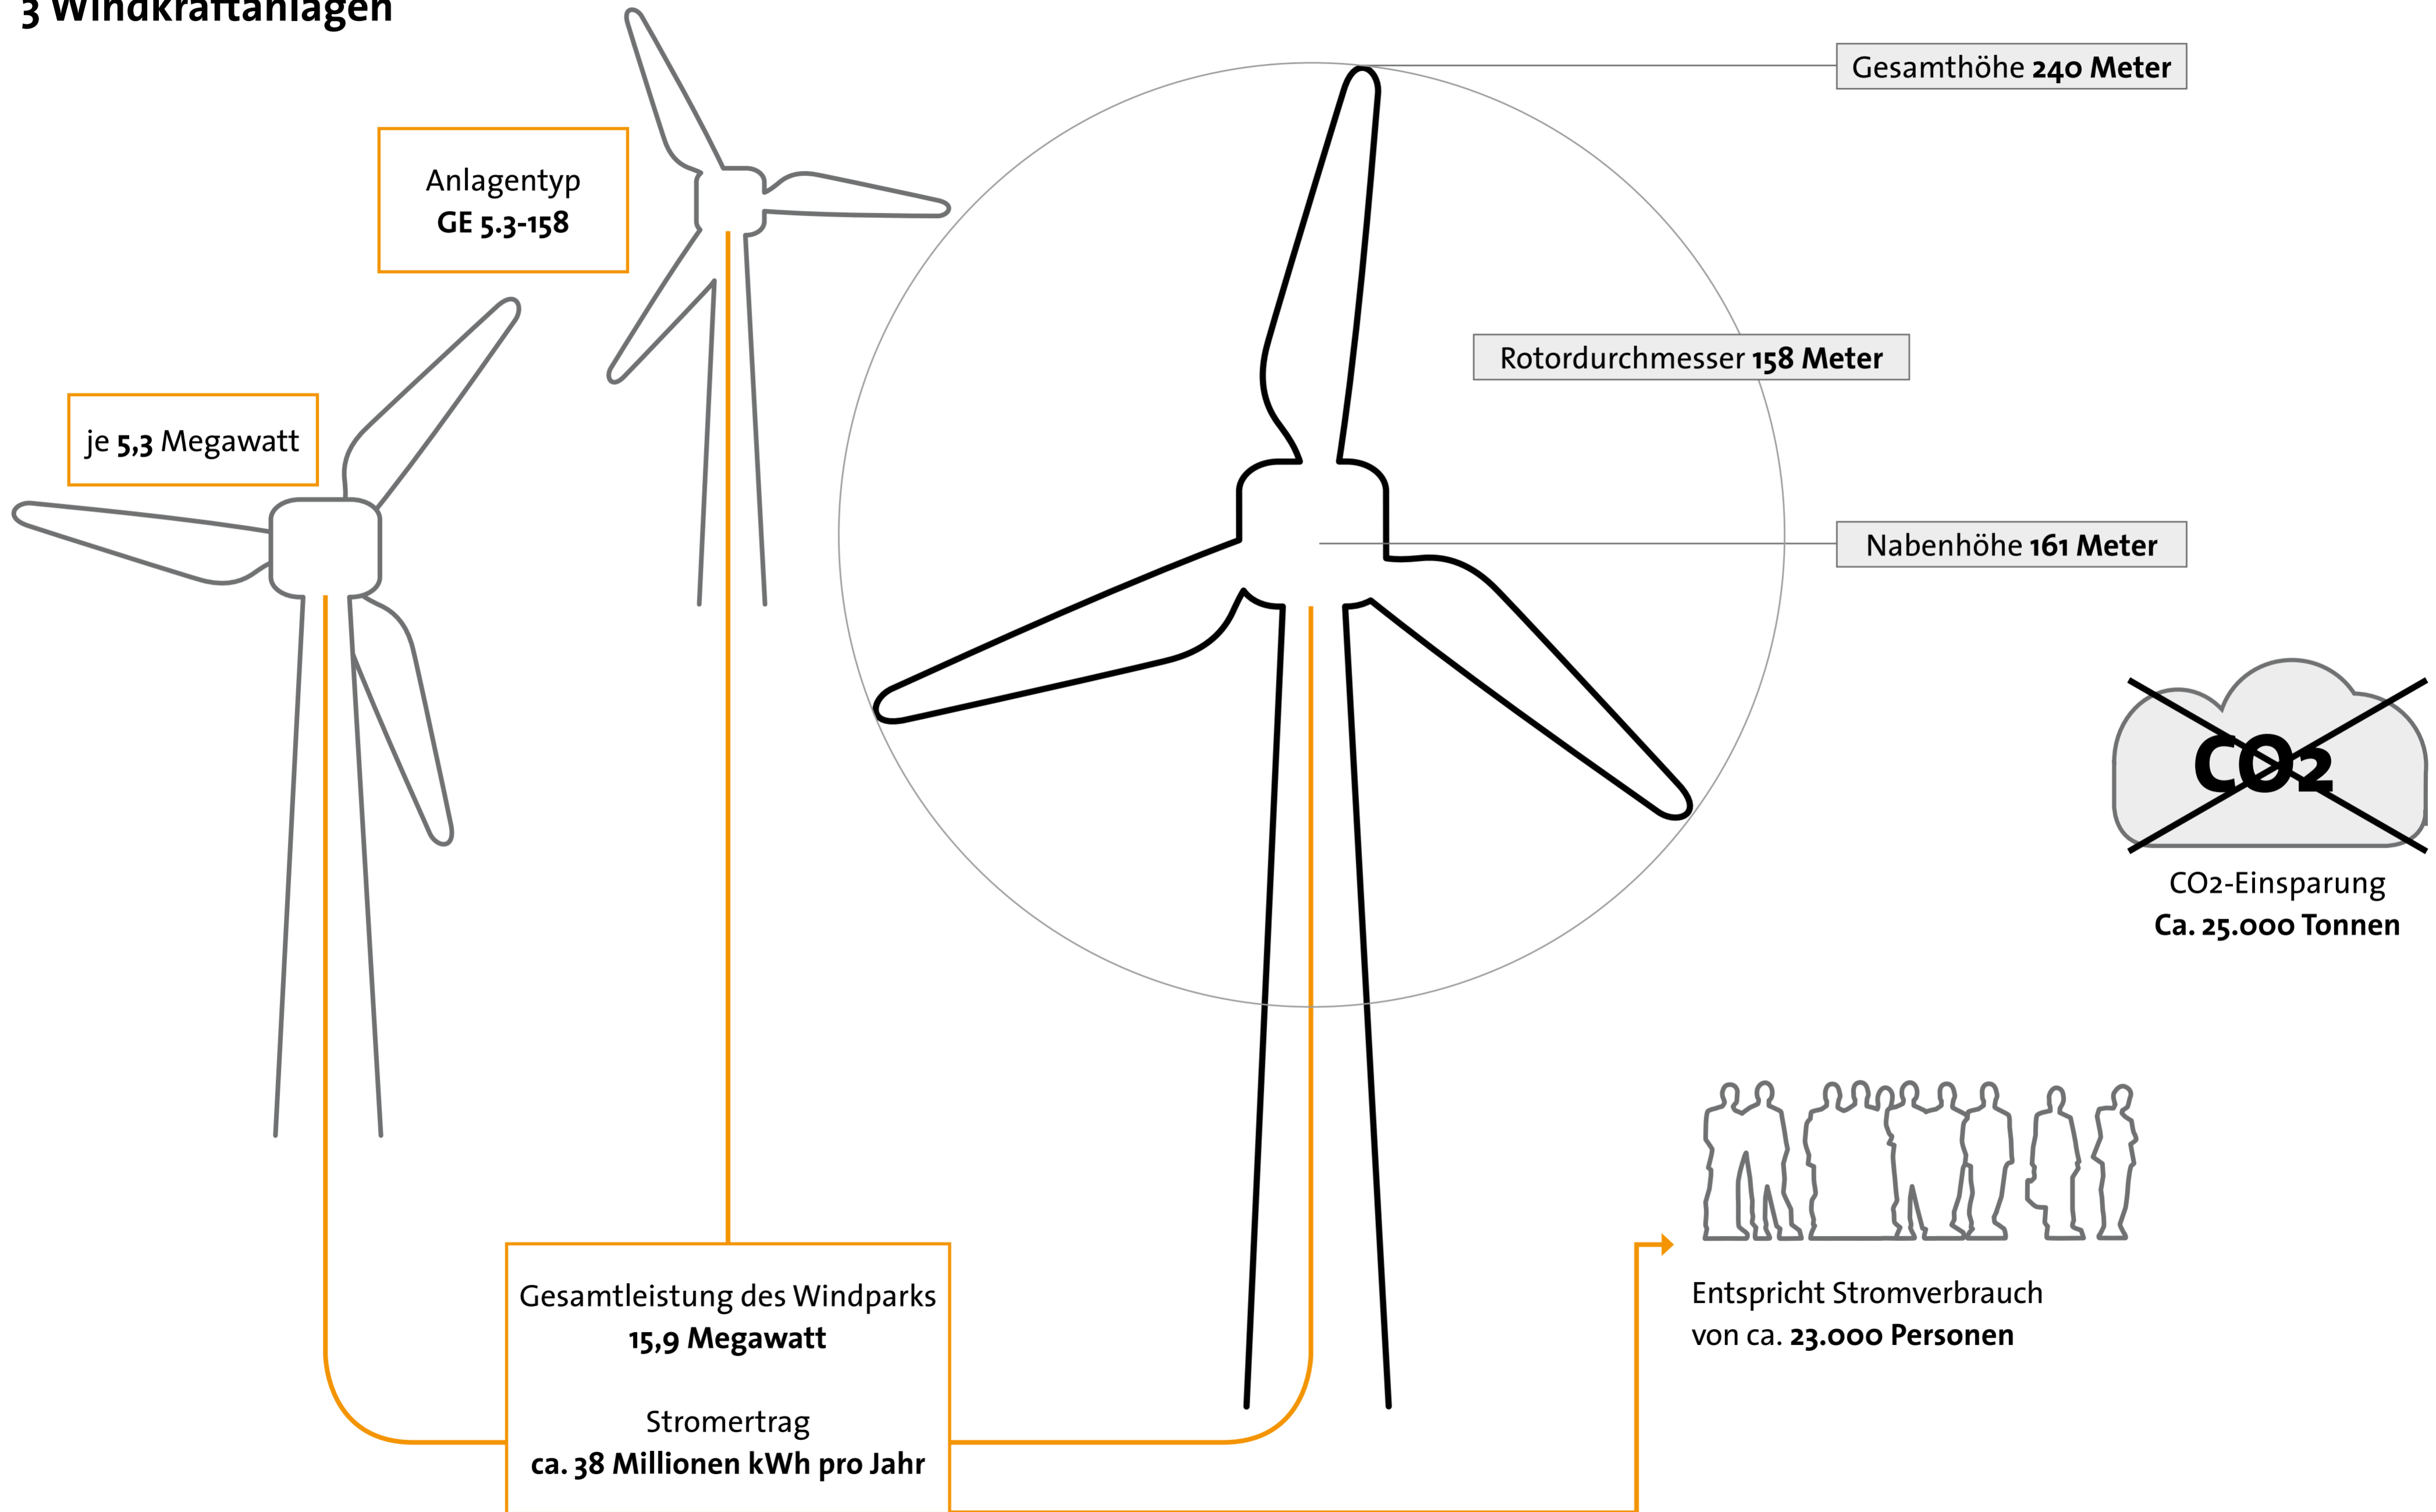 3 Windkraftanlagen
Gesamthöhe 240 Meter
Anlagentyp
GE 5.3-158
Rotordurchmesser 158 Meter
je 5,3 Megawatt
Nabenhöhe 161 Meter
CO2
CO2-Einsparung
Ca. 25.000 Tonnen
Gesamtleistung des Windparks
15,9 Megawatt
Stromertrag
ca. 38 Millionen kWh pro Jahr
Entspricht Stromverbrauch
von ca. 23.000 Personen